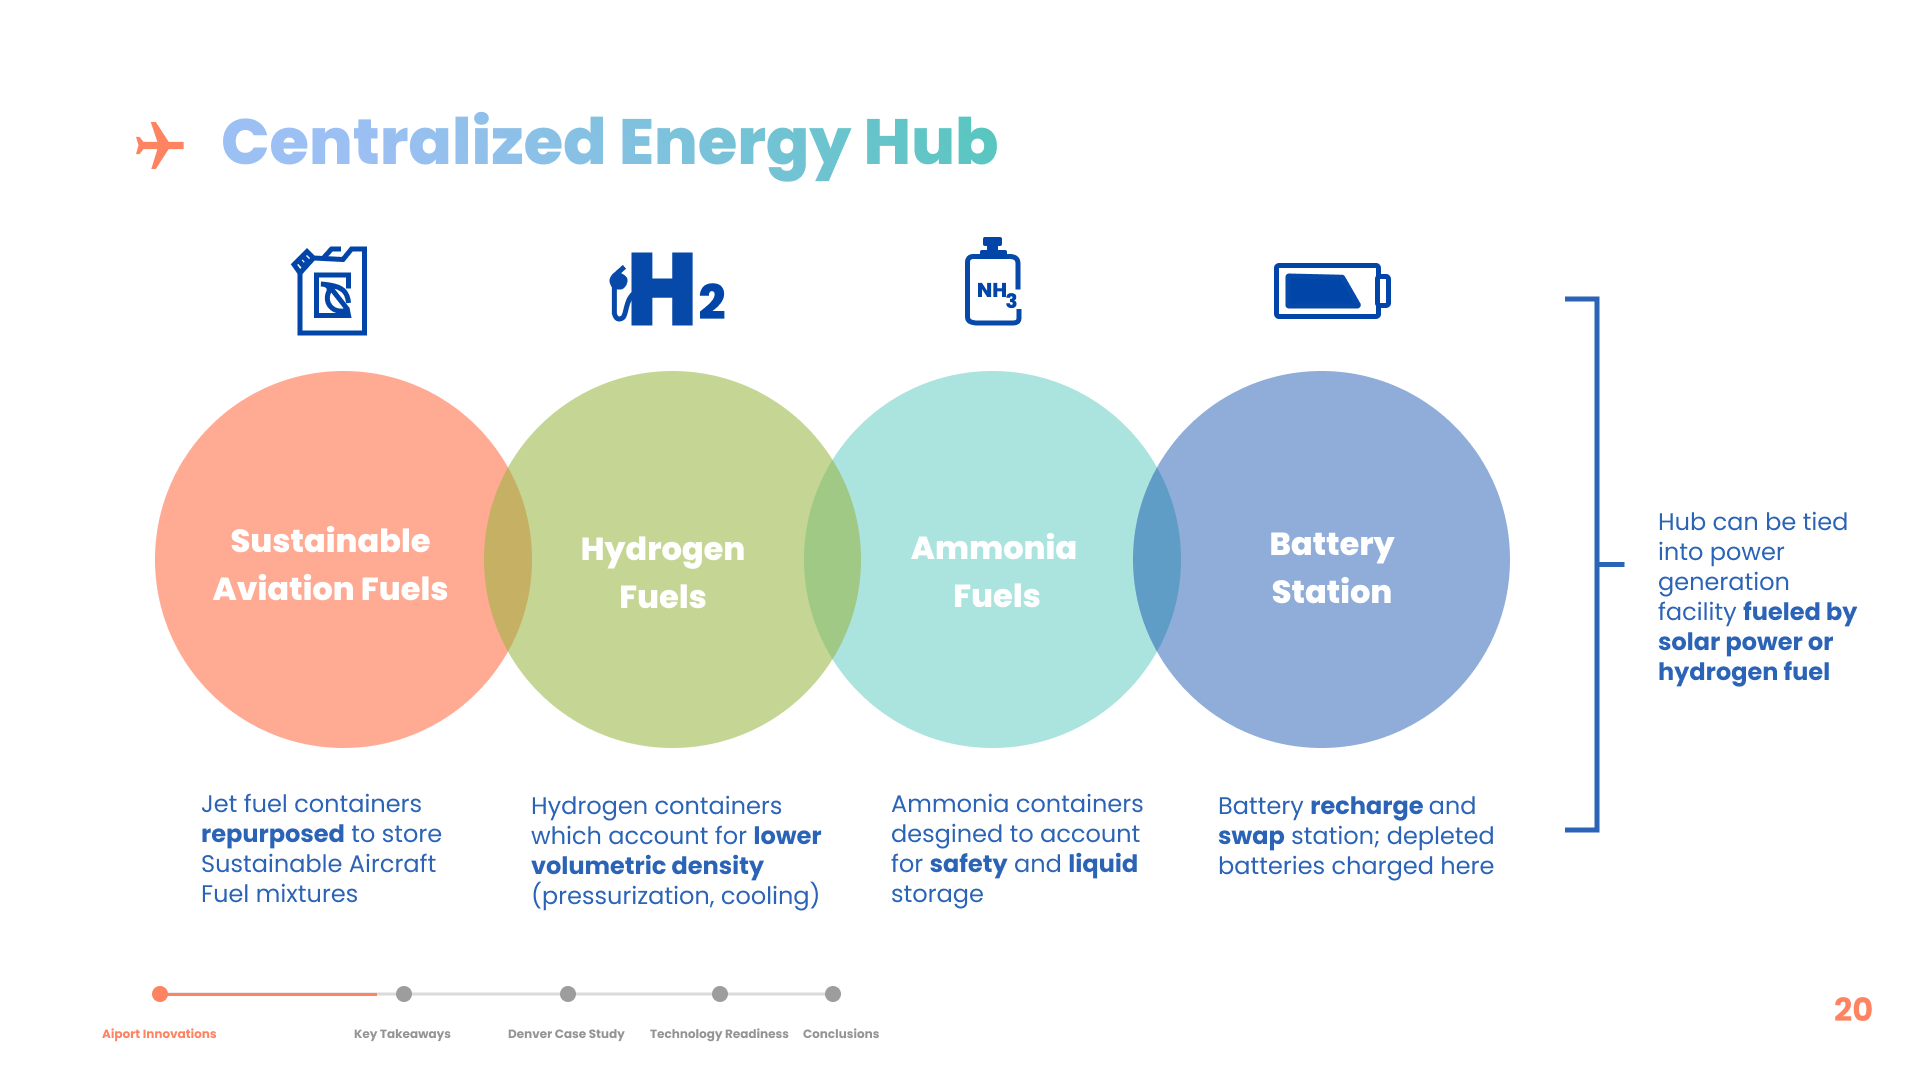 Centralized Energy Hub
H2
NH3
Sustainable
Aviation Fuels
Hydrogen
Fuels
Ammonia
Fuels
Battery
Station
Jet fuel containers
repurposed to store
Sustainable Aircraft
Fuel mixtures
Hydrogen containers
which account for lower
volumetric density
(pressurization, cooling)
Ammonia containers
desgined to account
for safety and liquid
storage
Battery recharge and
swap station; depleted
batteries charged here
Hub can be tied
into power
generation
facility fueled by
solar power or
hydrogen fuel
Aiport Innovations
Key Takeaways
Denver Case Study
Technology Readiness
Conclusions
20